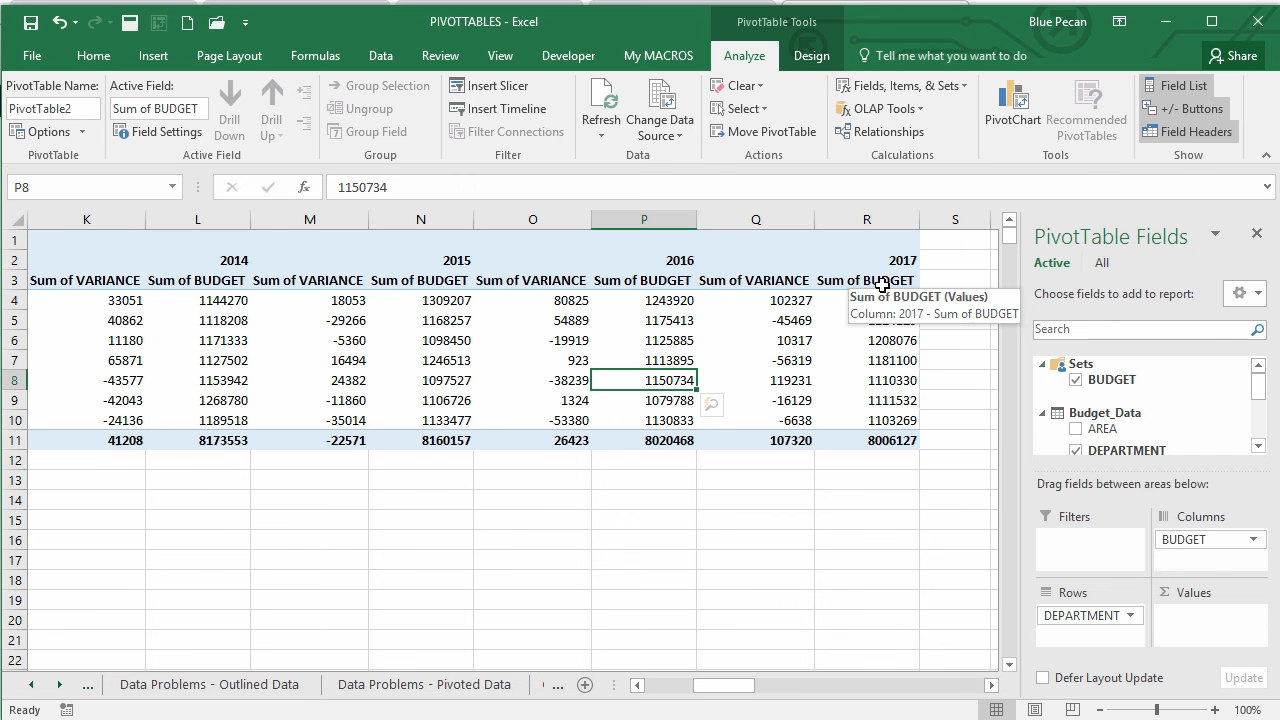 PIVOTTABLES - Excel
PivotTable Tools
Blue Pecan
File Home Insert Page Layout Formulas Data Review View Developer My MACROS Analyze Design Tell me what you want to do Share
PivotTable Name:
PivotTable2
Options
PivotTable
Active Field:
Sum of BUDGET
Field Settings
Drill Down
Drill Up
Active Field
Group Selection
Ungroup
Group Field
Group
Insert Slicer
Insert Timeline
Filter Connections
Filter
Refresh
Change Data Source
Data
Clear
Select
Move PivotTable
Actions
Fields, Items, & Sets
OLAP Tools
Relationships
Calculations
PivotChart
Recommended PivotTables
Tools
Field List
+/- Buttons
Field Headers
Show
P8 fx 1150734
K L M N O P Q R S
1
2 2014 2015 2016 2017
3 Sum of VARIANCE Sum of BUDGET Sum of VARIANCE Sum of BUDGET Sum of VARIANCE Sum of BUDGET Sum of VARIANCE Sum of BUDGET
4 33051 1144270 18053 1309207 80825 1243920 102327
5 40862 1118208 -29266 1168257 54889 1175413 -45469
6 11180 1171333 -5360 1098450 -19919 1125885 10317 1208076
7 65871 1127502 16494 1246513 923 1113895 -56319 1181100
8 -43577 1153942 24382 1097527 -38239 1150734 119231 1110330
9 -42043 1268780 -11860 1106726 1324 1079788 -16129 1111532
10 -24136 1189518 -35014 1133477 -53380 1130833 -6638 1103269
11 41208 8173553 -22571 8160157 26423 8020468 107320 8006127
12
13
14
15
16
17
18
19
20
21
22
Sum of BUDGET (Values)
Column: 2017 - Sum of BUDGET
PivotTable Fields
Active All
Choose fields to add to report:
Search
Sets
BUDGET
Budget_Data
AREA
DEPARTMENT
Drag fields between areas below:
Filters
Columns
BUDGET
Rows
DEPARTMENT
Values
Defer Layout Update Update
... Data Problems - Outlined Data Data Problems - Pivoted Data ...
Ready 100%